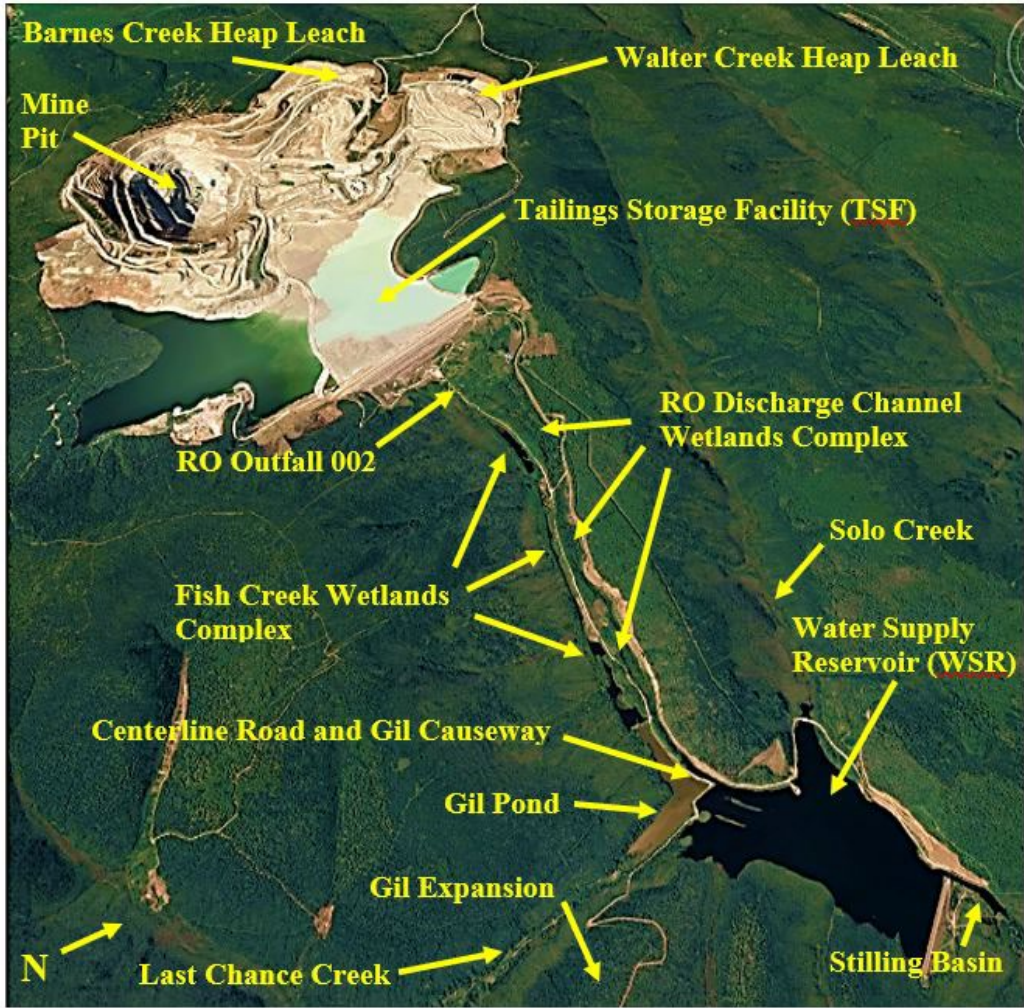 Barnes Creek Heap Leach
Walter Creek Heap Leach
Mine
Pit
Tailings Storage Facility (TSF)
RO Discharge Channel
Wetlands Complex
RO Outfall 002
Solo Creek
Fish Creek Wetlands
Complex
Water Supply
Reservoir (WSR)
Centerline Road and Gil Causeway
Gil Pond
Gil Expansion
N
Last Chance Creek
Stilling Basin